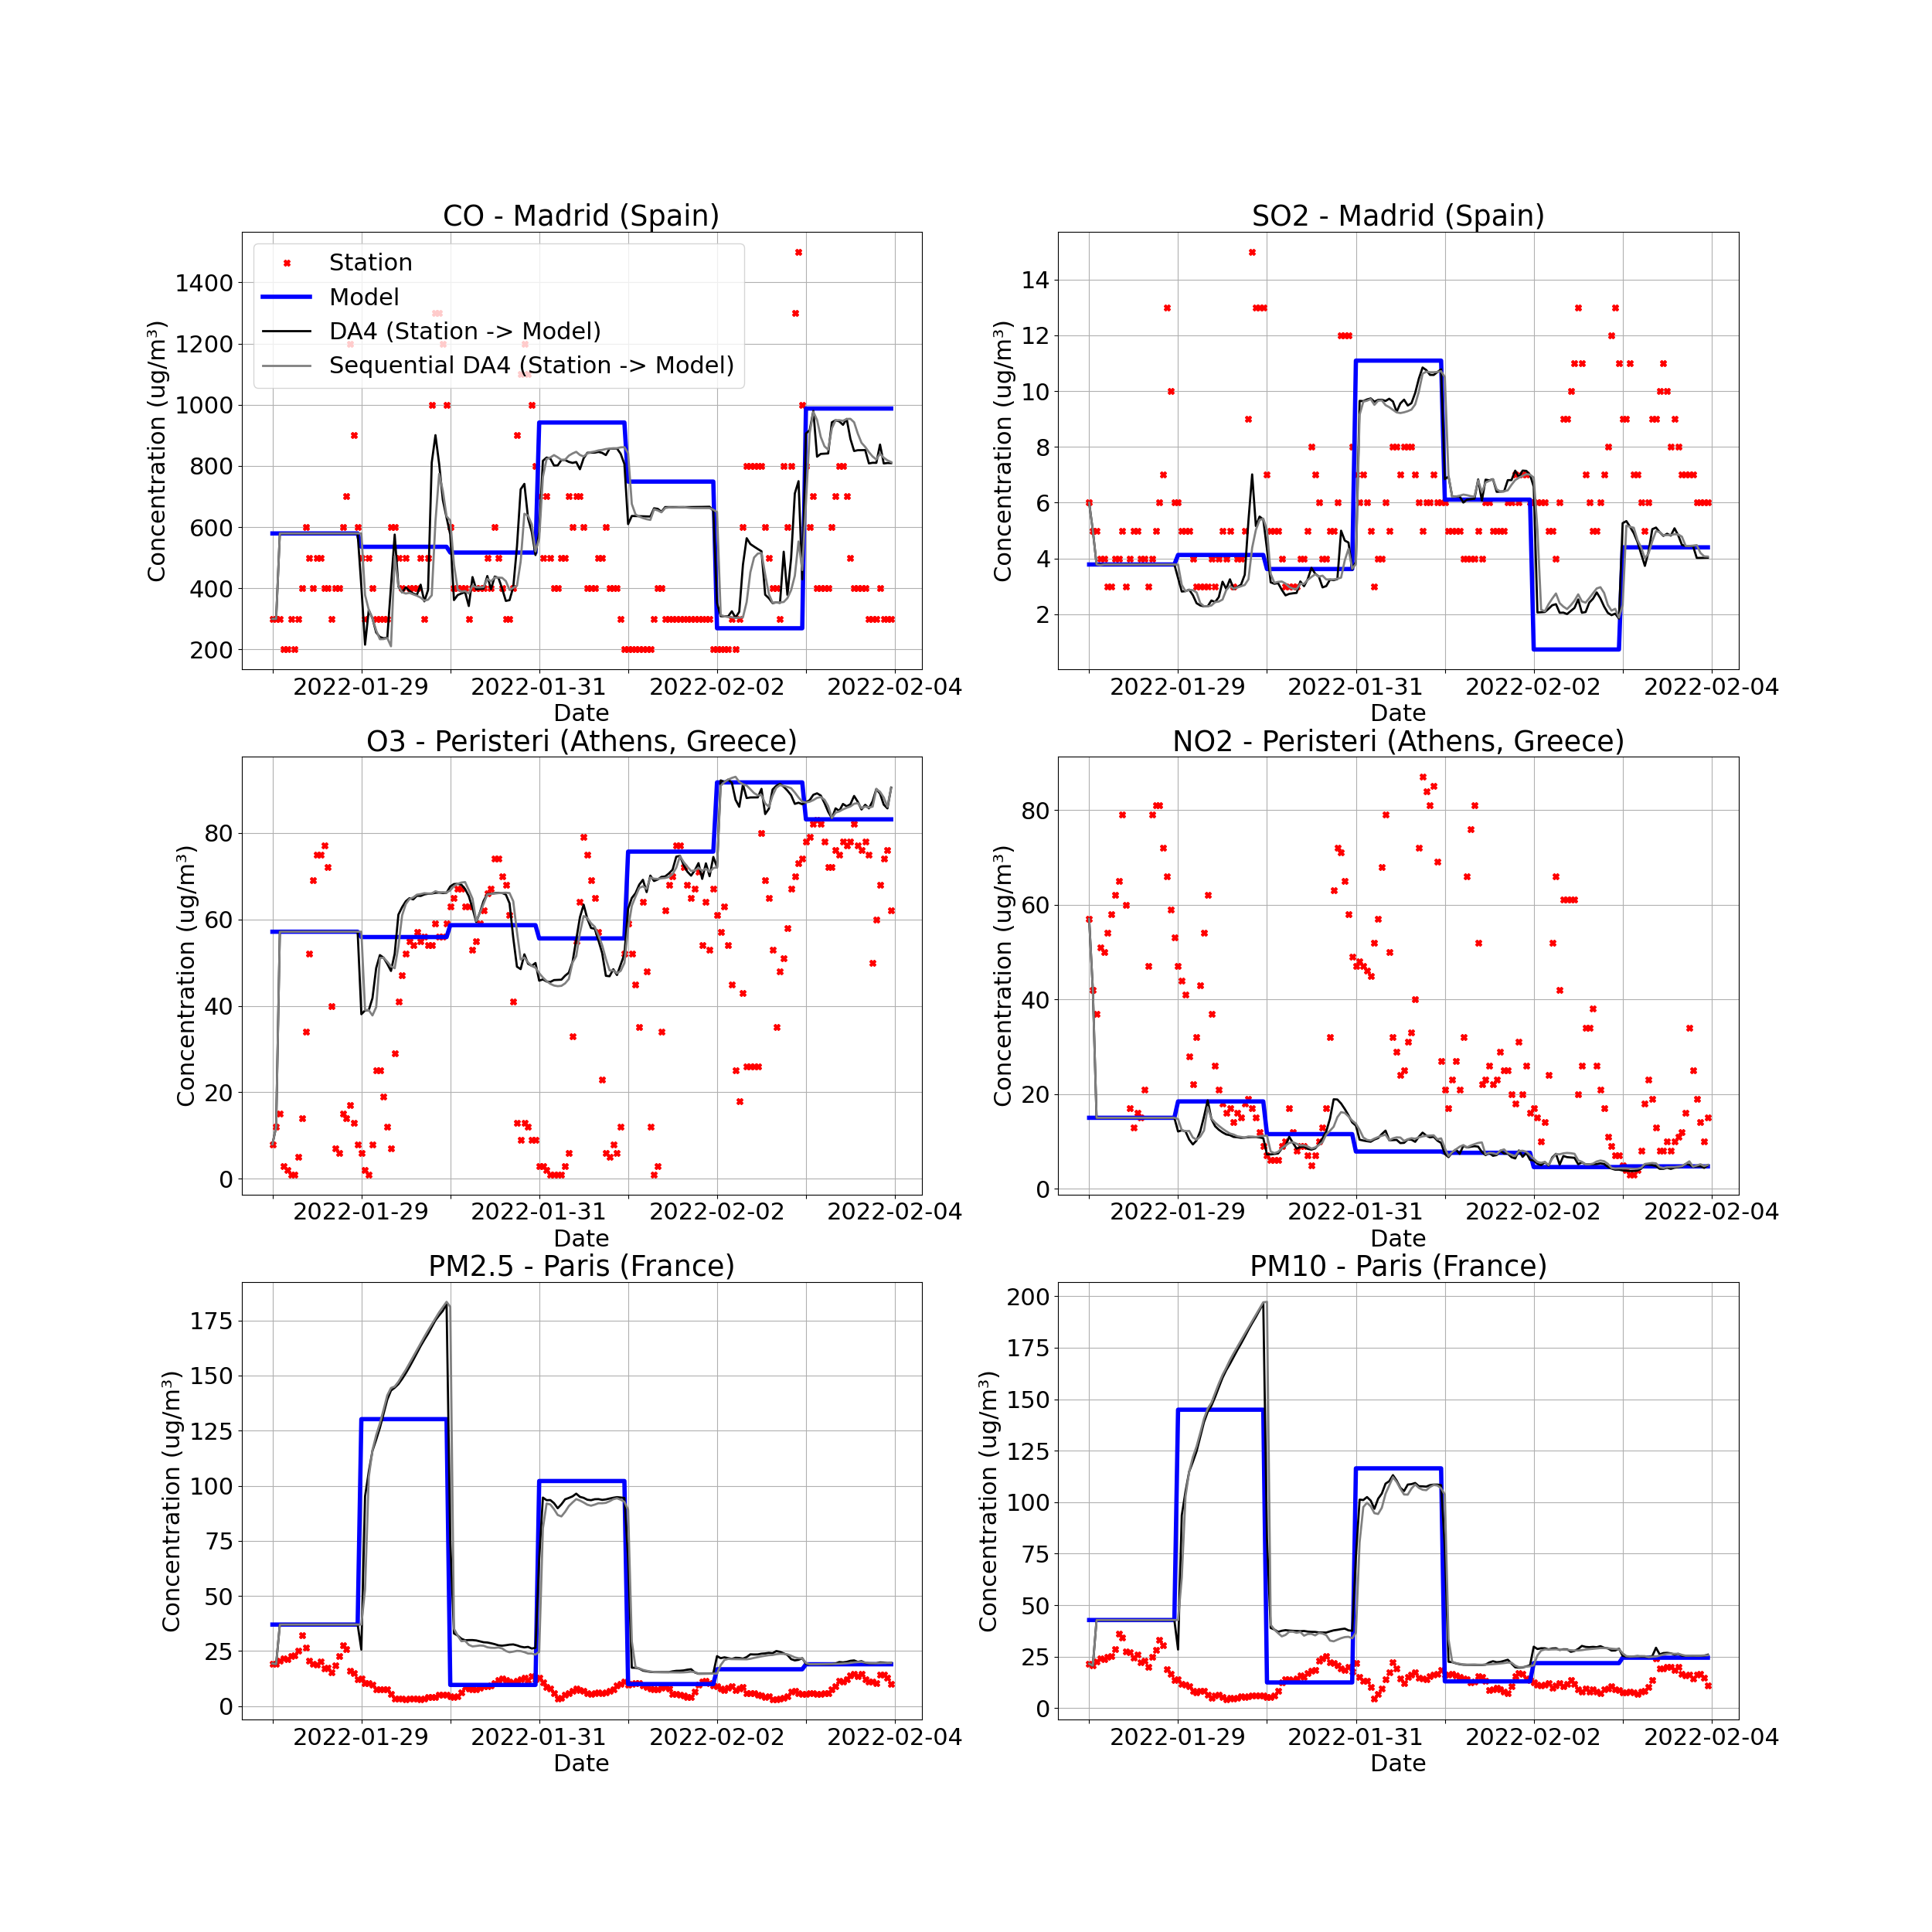 CO - Madrid (Spain)
Concentration (ug/m³)
1400
1200
1000
800
600
400
200
Station
Model
DA4 (Station -> Model)
Sequential DA4 (Station -> Model)
2022-01-29 2022-01-31 2022-02-02 2022-02-04
Date
SO2 - Madrid (Spain)
Concentration (ug/m³)
14
12
10
8
6
4
2
2022-01-29 2022-01-31 2022-02-02 2022-02-04
Date
O3 - Peristeri (Athens, Greece)
Concentration (ug/m³)
80
60
40
20
0
2022-01-29 2022-01-31 2022-02-02 2022-02-04
Date
NO2 - Peristeri (Athens, Greece)
Concentration (ug/m³)
80
60
40
20
0
2022-01-29 2022-01-31 2022-02-02 2022-02-04
Date
PM2.5 - Paris (France)
Concentration (ug/m³)
175
150
125
100
75
50
25
0
2022-01-29 2022-01-31 2022-02-02 2022-02-04
Date
PM10 - Paris (France)
Concentration (ug/m³)
200
175
150
125
100
75
50
25
0
2022-01-29 2022-01-31 2022-02-02 2022-02-04
Date